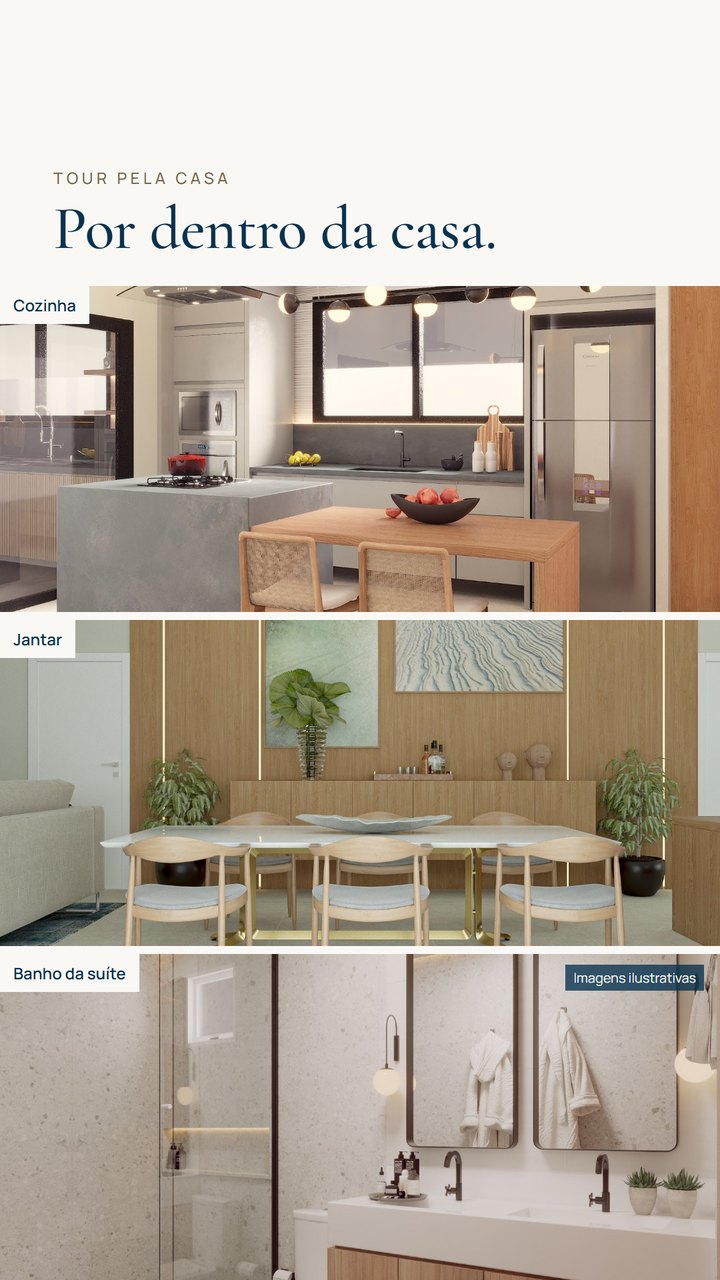 TOUR PELA CASA
Por dentro da casa.
Cozinha
Jantar
Banho da suíte
Imagens ilustrativas